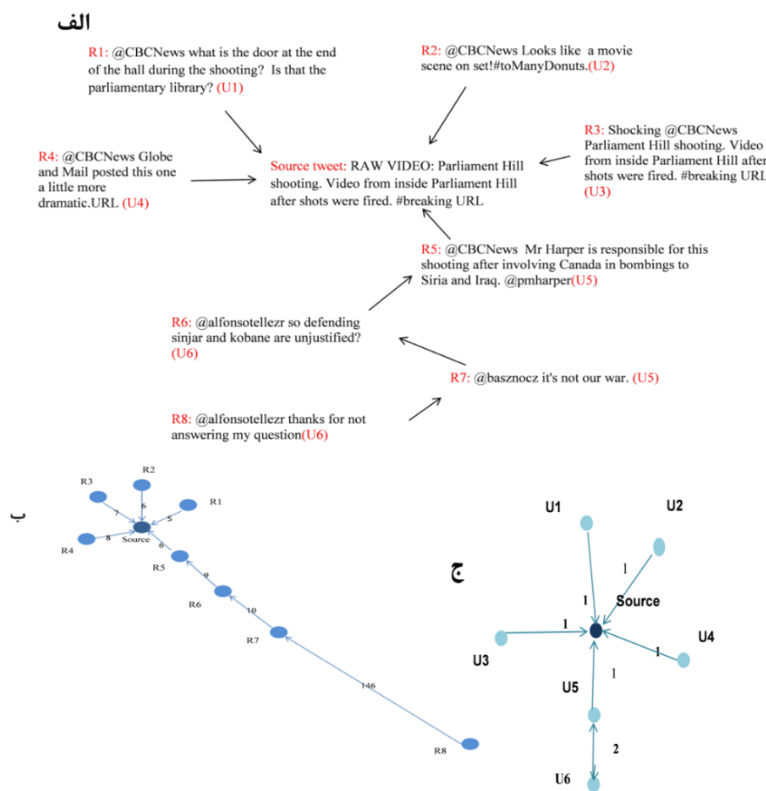 الف
R1: @CBCNews what is the door at the end
of the hall during the shooting? Is that the
parliamentary library? (U1)
R2: @CBCNews Looks like a movie
scene on set!#toManyDonuts.(U2)
R3: Shocking @CBCNews
Parliament Hill shooting. Video
from inside Parliament Hill after
shots were fired. #breaking URL
(U3)
R4: @CBCNews Globe
and Mail posted this one
a little more
dramatic.URL (U4)
Source tweet: RAW VIDEO: Parliament Hill
shooting. Video from inside Parliament Hill
after shots were fired. #breaking URL
R5: @CBCNews Mr Harper is responsible for this
shooting after involving Canada in bombings to
Siria and Iraq. @pmharper(U5)
R6: @alfonsotellezr so defending
sinjar and kobane are unjustified?
(U6)
R7: @basznocz it's not our war. (U5)
R8: @alfonsotellezr thanks for not
answering my question(U6)
ب
R2
R3
R1
6
7
5
Source
8
R4
6
R5
9
R6
10
R7
146
R8
ج
U1
U2
1
1
Source
1
U3
1
U4
1
U5
2
U6